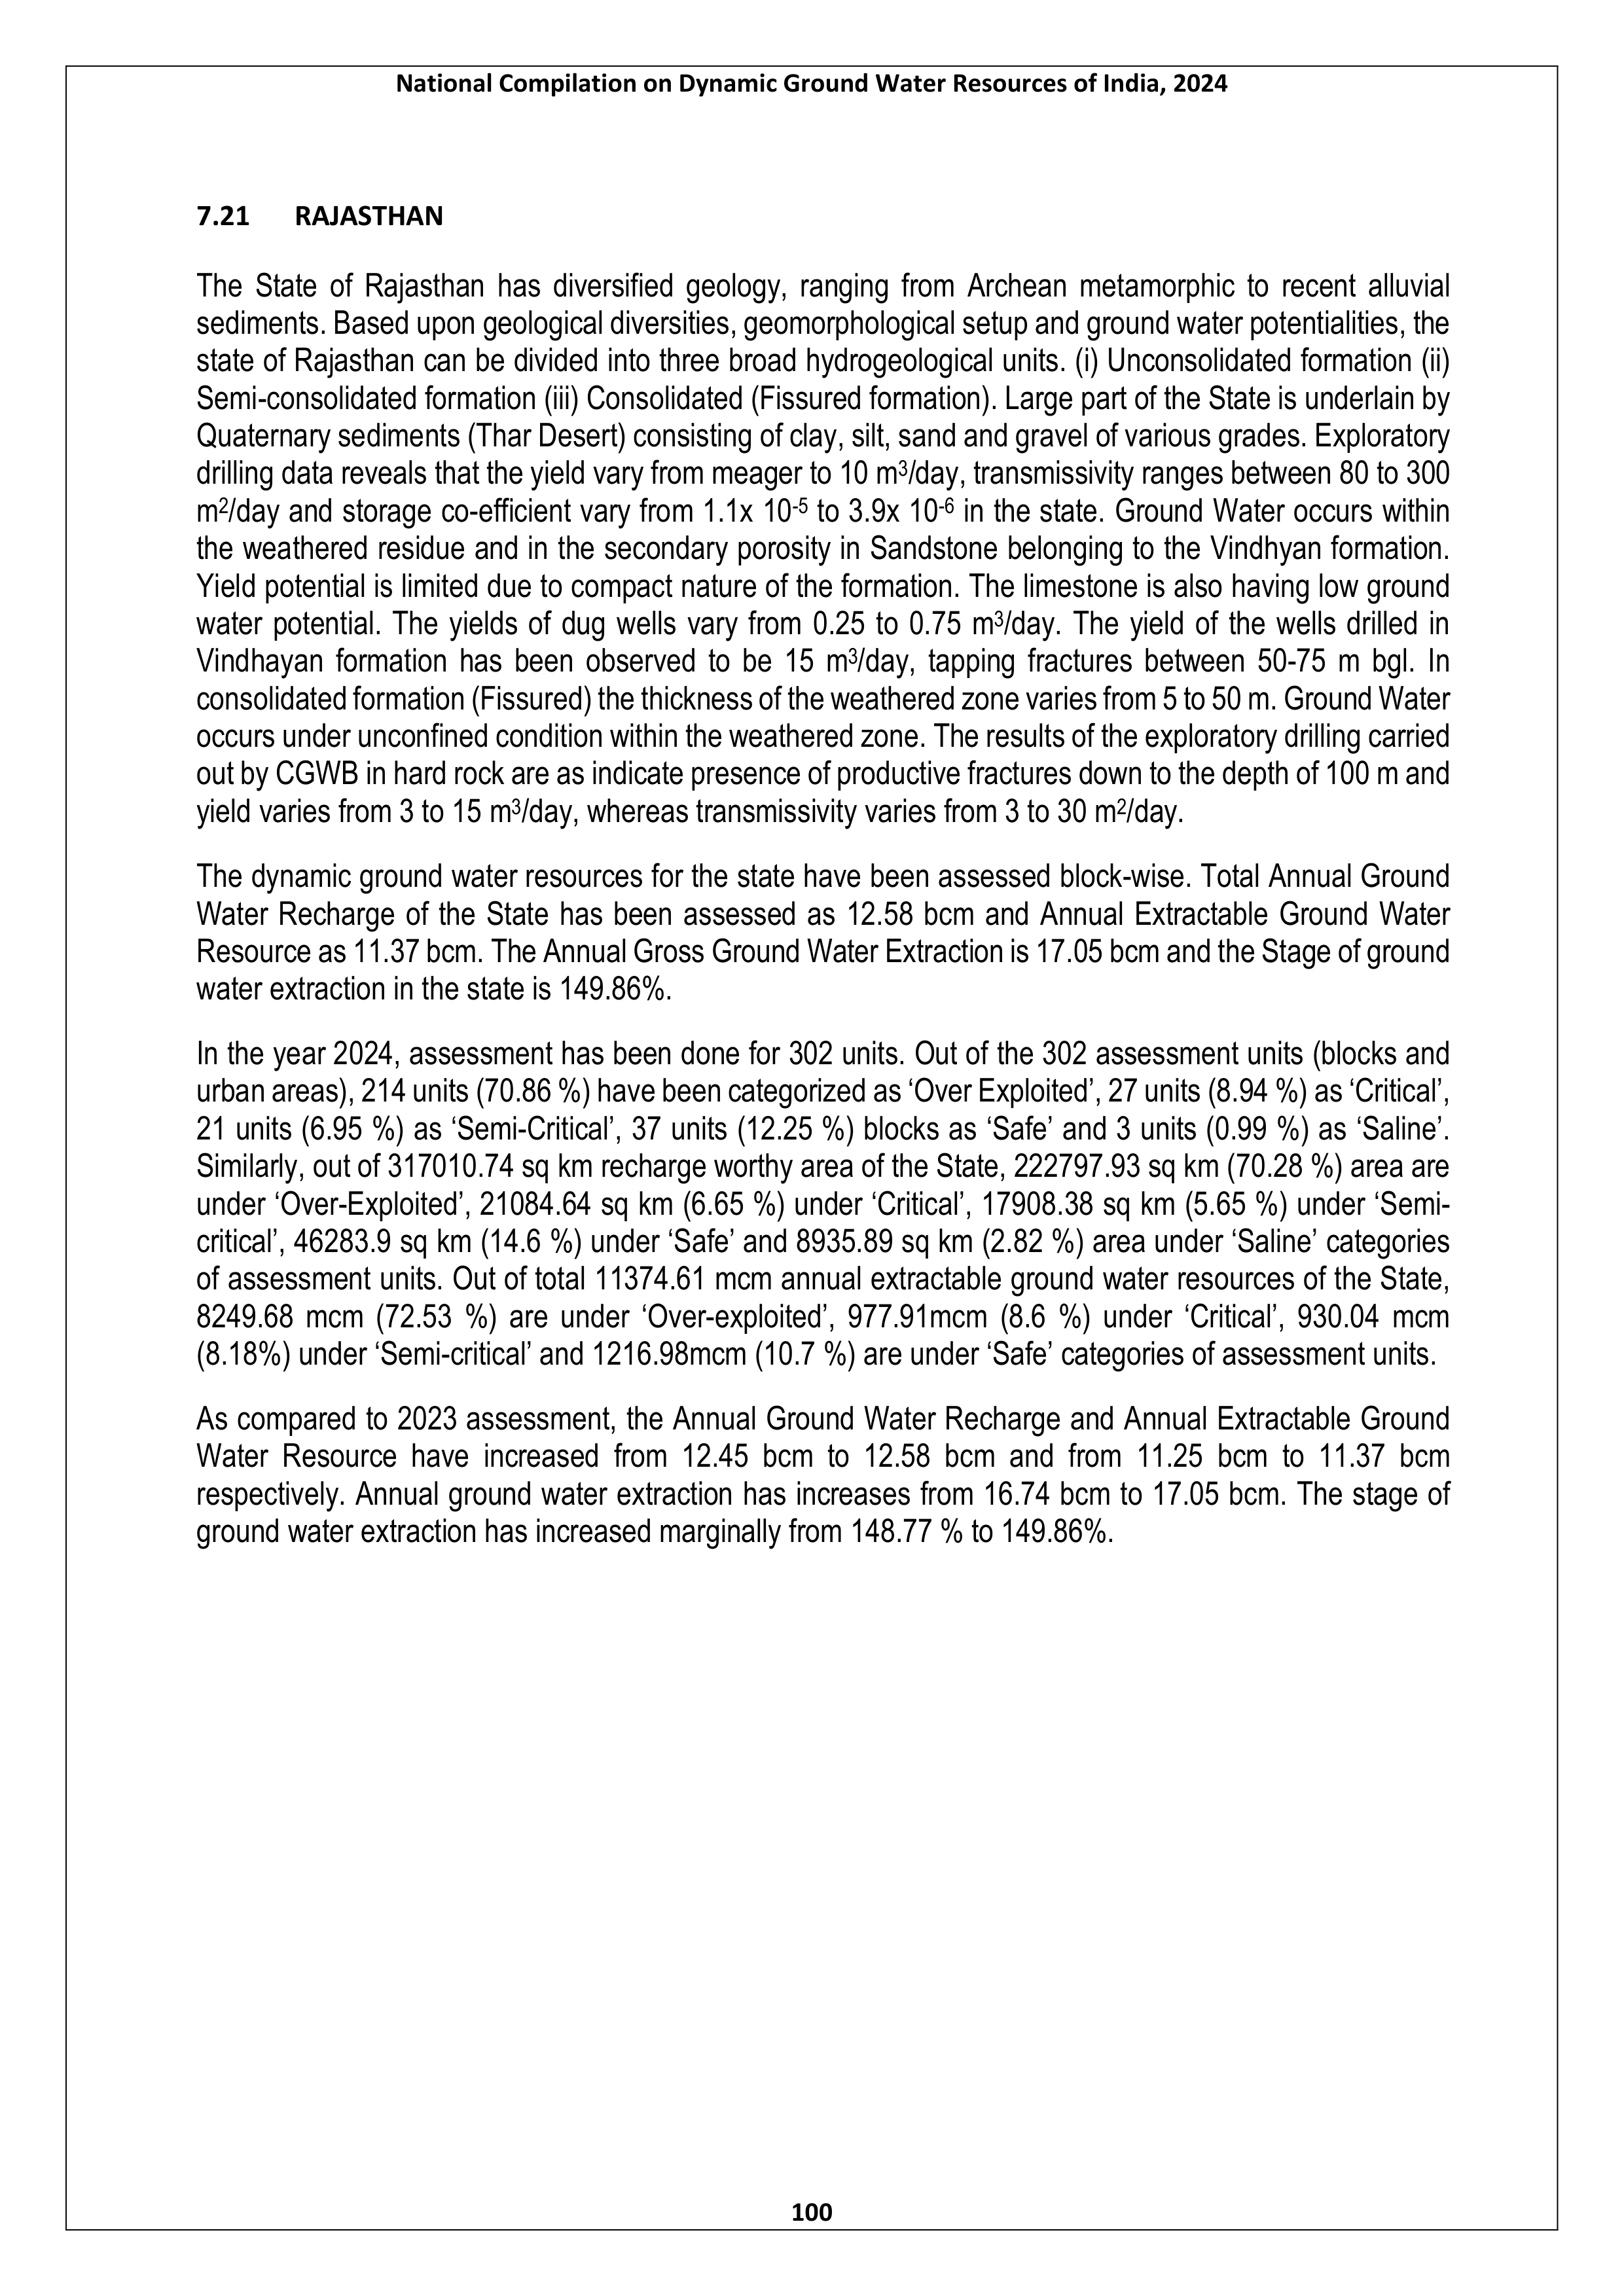 National Compilation on Dynamic Ground Water Resources of India, 2024
7.21 RAJASTHAN
The State of Rajasthan has diversified geology, ranging from Archean metamorphic to recent alluvial
sediments. Based upon geological diversities, geomorphological setup and ground water potentialities, the
state of Rajasthan can be divided into three broad hydrogeological units. (i) Unconsolidated formation (ii)
Semi-consolidated formation (iii) Consolidated (Fissured formation). Large part of the State is underlain by
Quaternary sediments (Thar Desert) consisting of clay, silt, sand and gravel of various grades. Exploratory
drilling data reveals that the yield vary from meager to 10 m³/day, transmissivity ranges between 80 to 300
m²/day and storage co-efficient vary from 1.1x 10⁻⁵ to 3.9x 10⁻⁶ in the state. Ground Water occurs within
the weathered residue and in the secondary porosity in Sandstone belonging to the Vindhyan formation.
Yield potential is limited due to compact nature of the formation. The limestone is also having low ground
water potential. The yields of dug wells vary from 0.25 to 0.75 m³/day. The yield of the wells drilled in
Vindhayan formation has been observed to be 15 m³/day, tapping fractures between 50-75 m bgl. In
consolidated formation (Fissured) the thickness of the weathered zone varies from 5 to 50 m. Ground Water
occurs under unconfined condition within the weathered zone. The results of the exploratory drilling carried
out by CGWB in hard rock are as indicate presence of productive fractures down to the depth of 100 m and
yield varies from 3 to 15 m³/day, whereas transmissivity varies from 3 to 30 m²/day.
The dynamic ground water resources for the state have been assessed block-wise. Total Annual Ground
Water Recharge of the State has been assessed as 12.58 bcm and Annual Extractable Ground Water
Resource as 11.37 bcm. The Annual Gross Ground Water Extraction is 17.05 bcm and the Stage of ground
water extraction in the state is 149.86%.
In the year 2024, assessment has been done for 302 units. Out of the 302 assessment units (blocks and
urban areas), 214 units (70.86 %) have been categorized as ‘Over Exploited’, 27 units (8.94 %) as ‘Critical’,
21 units (6.95 %) as ‘Semi-Critical’, 37 units (12.25 %) blocks as ‘Safe’ and 3 units (0.99 %) as ‘Saline’.
Similarly, out of 317010.74 sq km recharge worthy area of the State, 222797.93 sq km (70.28 %) area are
under ‘Over-Exploited’, 21084.64 sq km (6.65 %) under ‘Critical’, 17908.38 sq km (5.65 %) under ‘Semi-
critical’, 46283.9 sq km (14.6 %) under ‘Safe’ and 8935.89 sq km (2.82 %) area under ‘Saline’ categories
of assessment units. Out of total 11374.61 mcm annual extractable ground water resources of the State,
8249.68 mcm (72.53 %) are under ‘Over-exploited’, 977.91mcm (8.6 %) under ‘Critical’, 930.04 mcm
(8.18%) under ‘Semi-critical’ and 1216.98mcm (10.7 %) are under ‘Safe’ categories of assessment units.
As compared to 2023 assessment, the Annual Ground Water Recharge and Annual Extractable Ground
Water Resource have increased from 12.45 bcm to 12.58 bcm and from 11.25 bcm to 11.37 bcm
respectively. Annual ground water extraction has increases from 16.74 bcm to 17.05 bcm. The stage of
ground water extraction has increased marginally from 148.77 % to 149.86%.
100